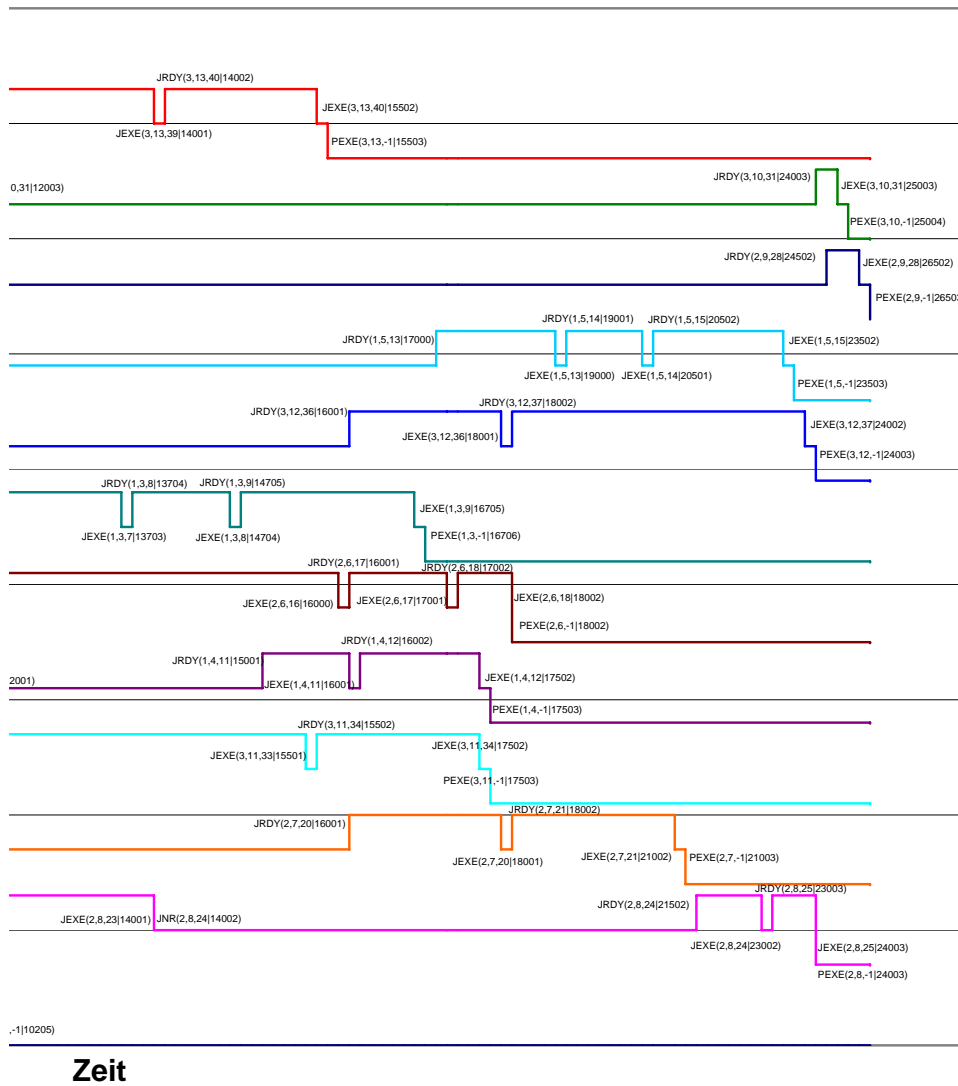 JRDY(3,13,40|14002)
JEXE(3,13,40|15502)
JEXE(3,13,39|14001)
PEXE(3,13,-1|15503)
JRDY(3,10,31|24003)
JEXE(3,10,31|25003)
0,31|12003)
PEXE(3,10,-1|25004)
JRDY(2,9,28|24502)
JEXE(2,9,28|26502)
PEXE(2,9,-1|26503
JRDY(1,5,14|19001)
JRDY(1,5,15|20502)
JRDY(1,5,13|17000)
JEXE(1,5,15|23502)
JEXE(1,5,13|19000)
JEXE(1,5,14|20501)
PEXE(1,5,-1|23503)
JRDY(3,12,37|18002)
JRDY(3,12,36|16001)
JEXE(3,12,37|24002)
JEXE(3,12,36|18001)
PEXE(3,12,-1|24003)
JRDY(1,3,8|13704)
JRDY(1,3,9|14705)
JEXE(1,3,9|16705)
JEXE(1,3,7|13703)
JEXE(1,3,8|14704)
PEXE(1,3,-1|16706)
JRDY(2,6,17|16001)
JRDY(2,6,18|17002)
JEXE(2,6,18|18002)
JEXE(2,6,16|16000)
JEXE(2,6,17|17001)
PEXE(2,6,-1|18002)
JRDY(1,4,12|16002)
JRDY(1,4,11|15001)
JEXE(1,4,12|17502)
2001)
JEXE(1,4,11|16001)
PEXE(1,4,-1|17503)
JRDY(3,11,34|15502)
JEXE(3,11,34|17502)
JEXE(3,11,33|15501)
PEXE(3,11,-1|17503)
JRDY(2,7,21|18002)
JRDY(2,7,20|16001)
JEXE(2,7,20|18001)
JEXE(2,7,21|21002)
PEXE(2,7,-1|21003)
JRDY(2,8,25|23003)
JRDY(2,8,24|21502)
JEXE(2,8,23|14001)
JNR(2,8,24|14002)
JEXE(2,8,24|23002)
JEXE(2,8,25|24003)
PEXE(2,8,-1|24003)
,-1|10205)
Zeit